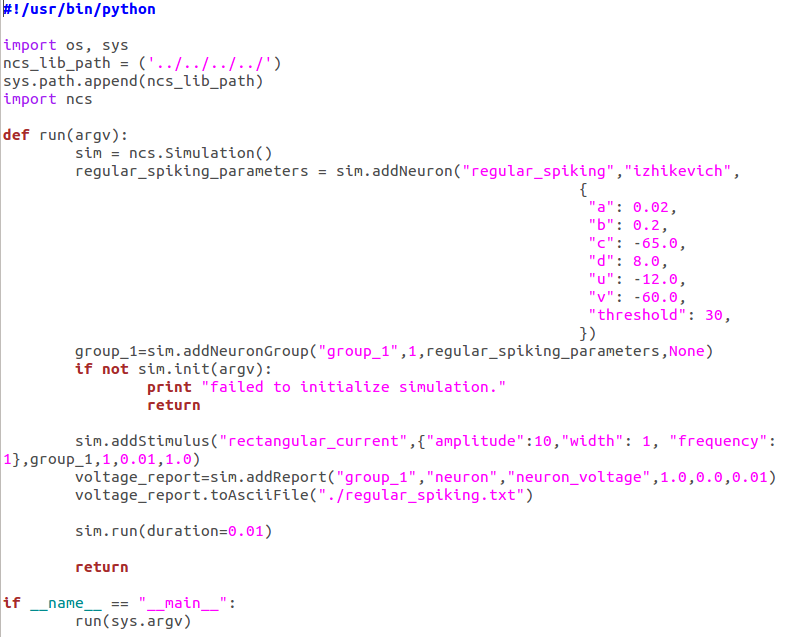 #!/usr/bin/python

import os, sys
ncs_lib_path = ('../../../../')
sys.path.append(ncs_lib_path)
import ncs

def run(argv):
        sim = ncs.Simulation()
        regular_spiking_parameters = sim.addNeuron("regular_spiking","izhikevich",
                                                                {
                                                                 "a": 0.02,
                                                                 "b": 0.2,
                                                                 "c": -65.0,
                                                                 "d": 8.0,
                                                                 "u": -12.0,
                                                                 "v": -60.0,
                                                                 "threshold": 30,
                                                                })
        group_1=sim.addNeuronGroup("group_1",1,regular_spiking_parameters,None)
        if not sim.init(argv):
                print "failed to initialize simulation."
                return

        sim.addStimulus("rectangular_current",{"amplitude":10,"width": 1, "frequency":
1},group_1,1,0.01,1.0)
        voltage_report=sim.addReport("group_1","neuron","neuron_voltage",1.0,0.0,0.01)
        voltage_report.toAsciiFile("./regular_spiking.txt")

        sim.run(duration=0.01)

        return

if __name__ == "__main__":
        run(sys.argv)